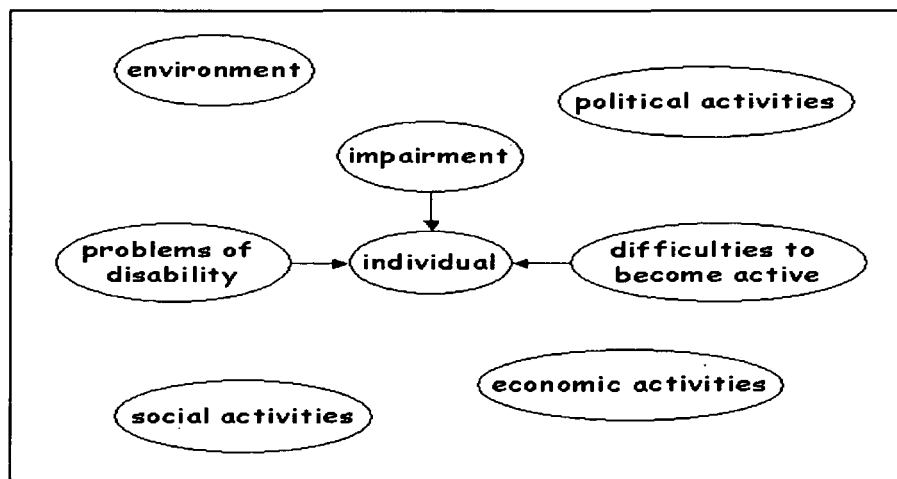 environment
political activities
impairment
problems of
disability
individual
difficulties to
become active
economic activities
social activities